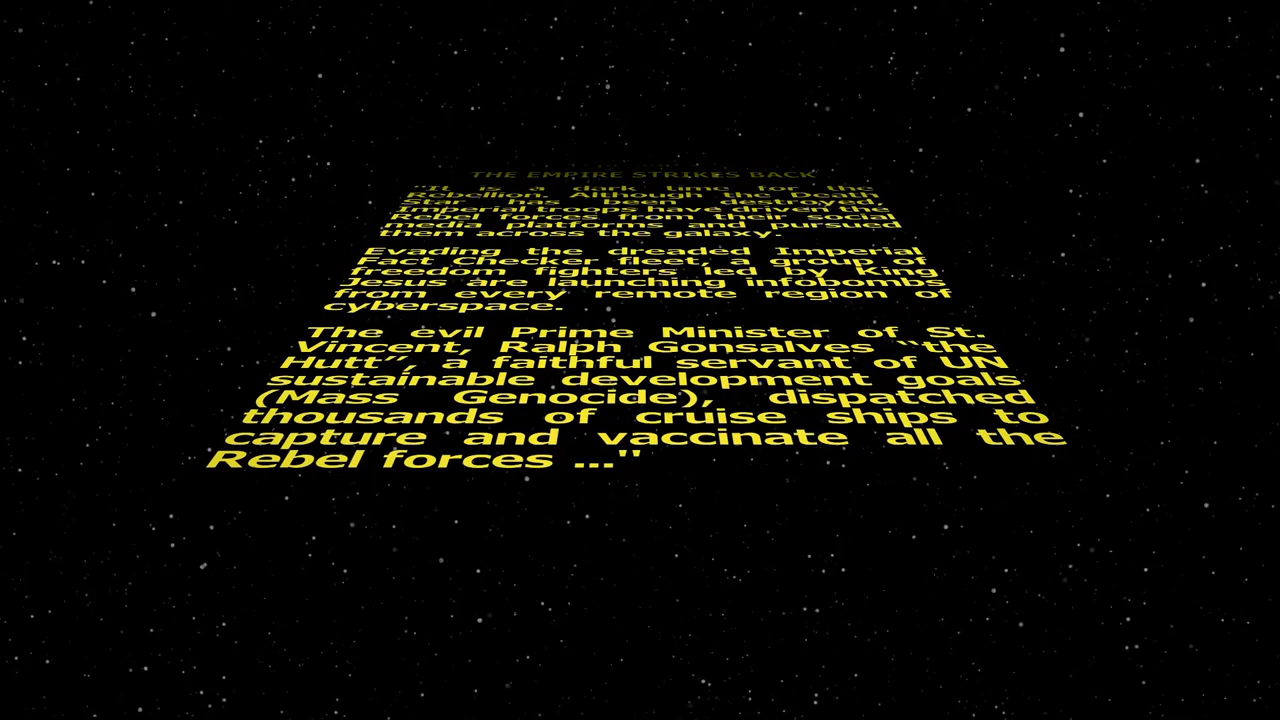 THE EMPIRE STRIKES BACK
"It is a dark time for the
Rebellion. Although the Death
Star has been destroyed,
Imperial troops have driven the
Rebel forces from their social
media platforms and pursued
them across the galaxy.
Evading the dreaded Imperial
Fact Checker fleet, a group of
freedom fighters led by King
Jesus are launching infobombs
from every remote region of
cyberspace.
The evil Prime Minister of St.
Vincent, Ralph Gonsalves “the
Hutt”, a faithful servant of UN
sustainable development goals
(Mass Genocide), dispatched
thousands of cruise ships to
capture and vaccinate all the
Rebel forces ..."